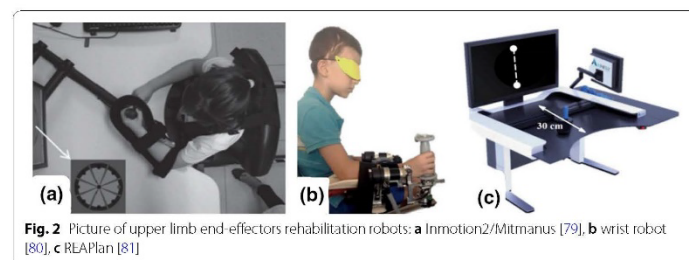 30 cm
(a)
(b)
(c)
Fig. 2 Picture of upper limb end-effectors rehabilitation robots: a Inmotion2/Mitmanus [79], b wrist robot
[80], c REAPlan [81]